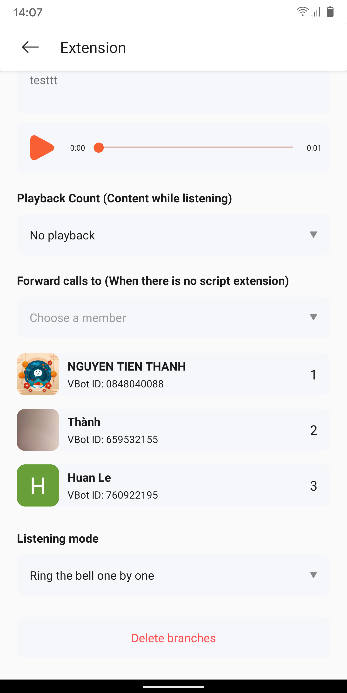 14:07
Extension
testtt
0:00
0:01
Playback Count (Content while listening)
No playback
Forward calls to (When there is no script extension)
Choose a member
NGUYEN TIEN THANH
VBot ID: 0848040088
1
Thành
VBot ID: 659532155
2
H
Huan Le
VBot ID: 760922195
3
Listening mode
Ring the bell one by one
Delete branches